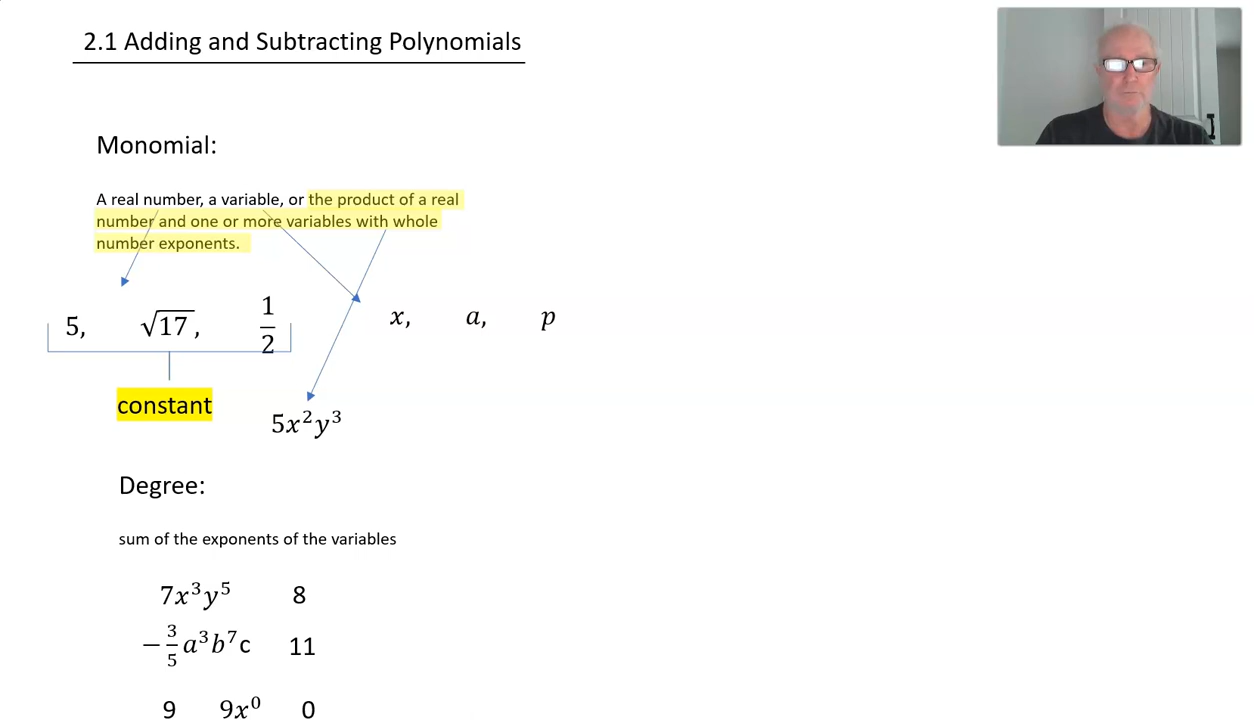 2.1 Adding and Subtracting Polynomials
Monomial:
A real number, a variable, or the product of a real
number and one or more variables with whole
number exponents.
5, √17, 1/2 x, a, p
constant
5x²y³
Degree:
sum of the exponents of the variables
7x³y⁵ 8
−3/5 a³b⁷c 11
9 9x⁰ 0